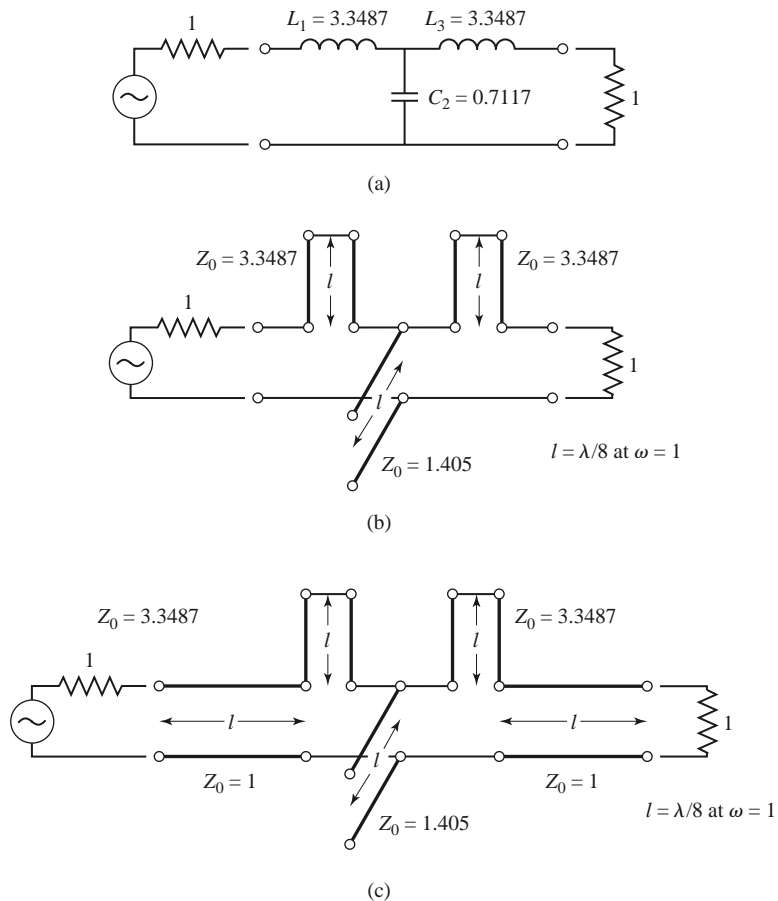 1
L₁ = 3.3487
L₃ = 3.3487
C₂ = 0.7117
1
(a)
Z₀ = 3.3487
l
l
Z₀ = 3.3487
1
1
l
Z₀ = 1.405
l = λ/8 at ω = 1
(b)
Z₀ = 3.3487
l
l
Z₀ = 3.3487
1
l
l
1
l
Z₀ = 1
Z₀ = 1
Z₀ = 1.405
l = λ/8 at ω = 1
(c)